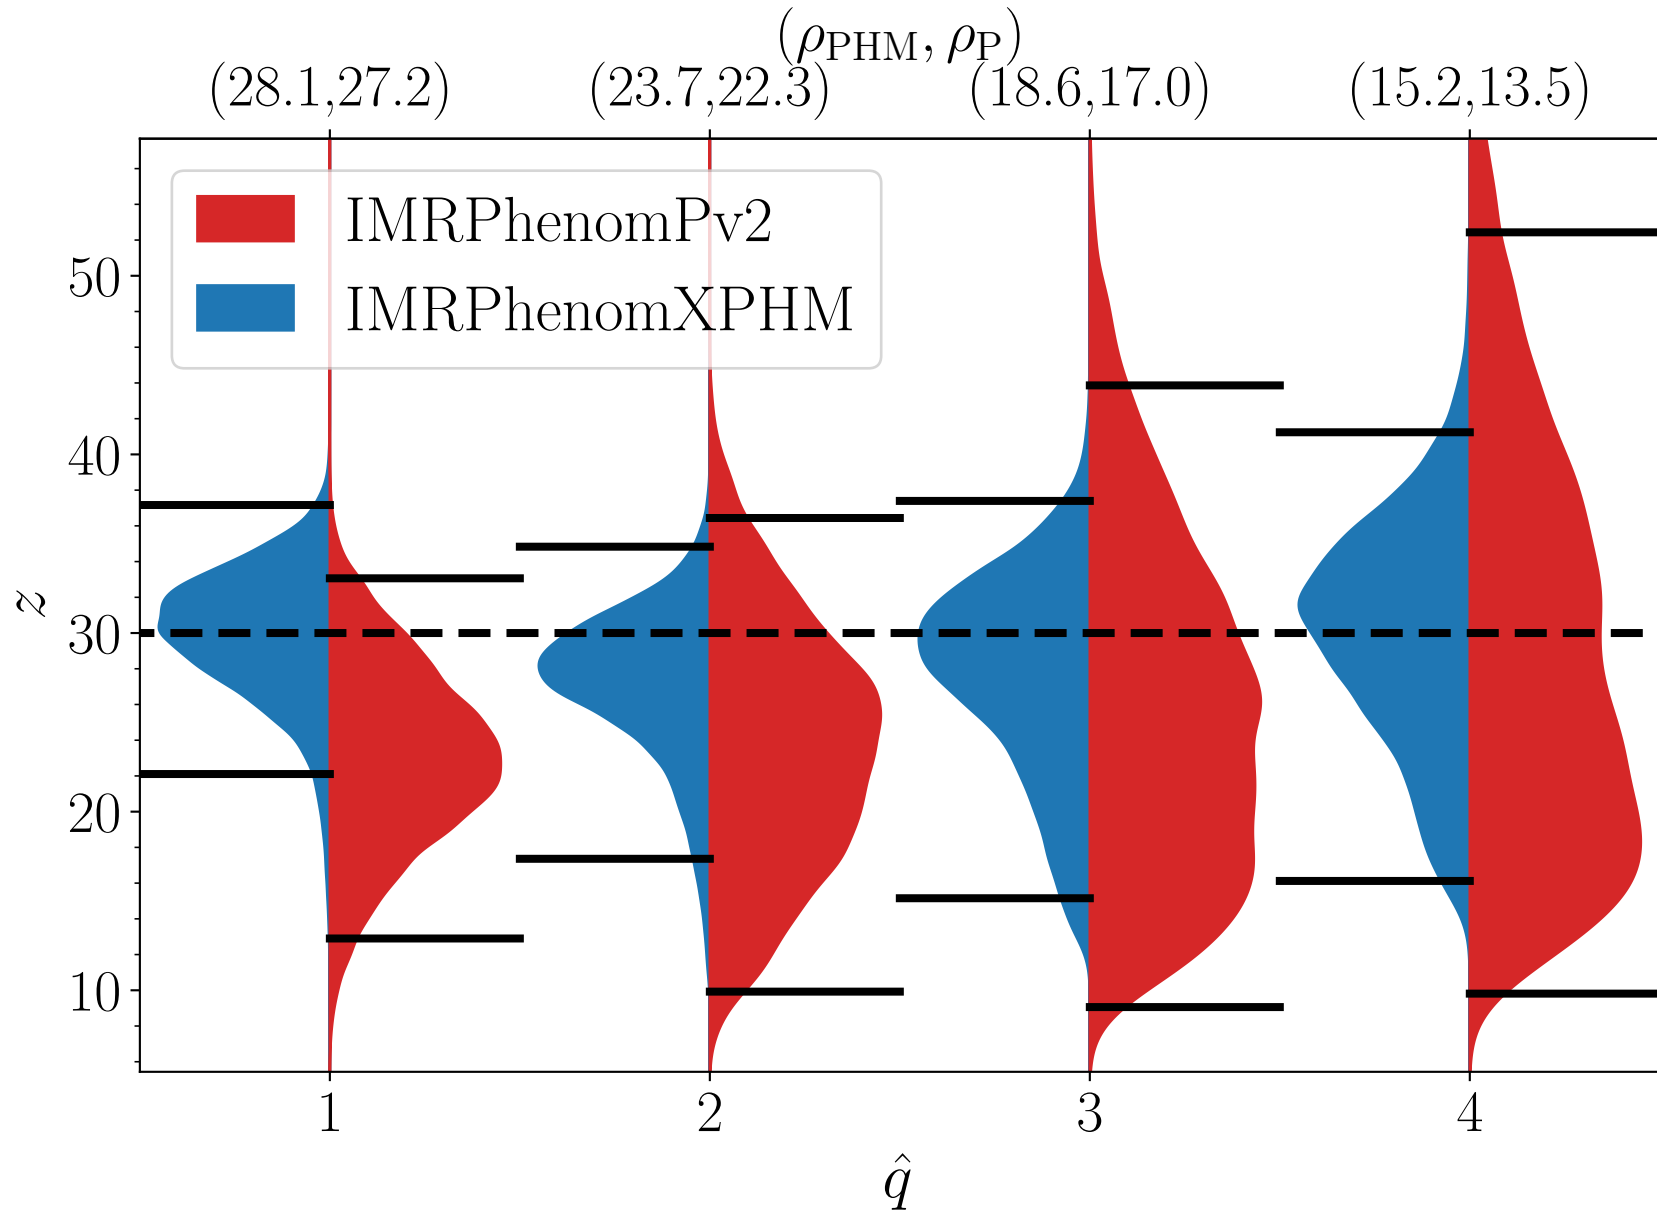 (ρPHM, ρP)
(28.1,27.2) (23.7,22.3) (18.6,17.0) (15.2,13.5)
IMRPhenomPv2
IMRPhenomXPHM
50
40
30
20
10
z
1 2 3 4
q̂